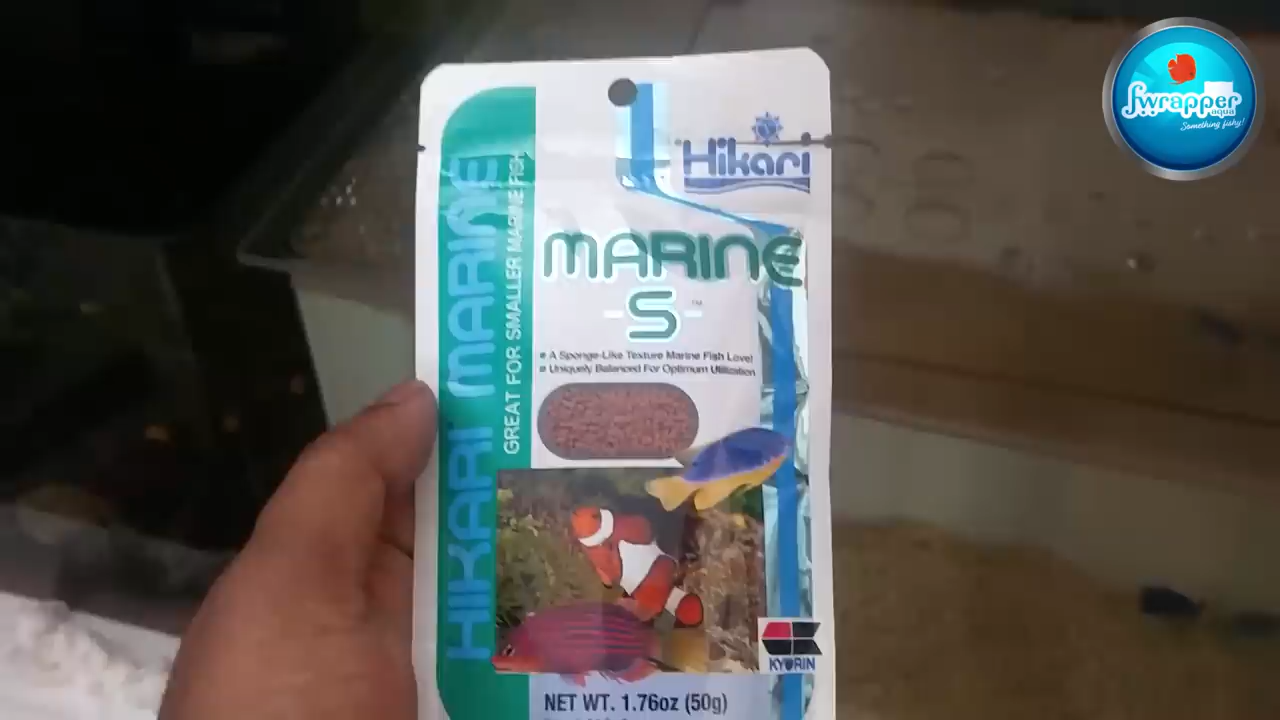 Hikari
MARINE
-S-™
HIKARI MARINE
GREAT FOR SMALLER MARINE FISH
A Sponge-Like Texture Marine Fish Love!
Uniquely Balanced For Optimum Utilization
KYORIN
NET WT. 1.76oz (50g)
fwrapper
aqua
Something fishy!